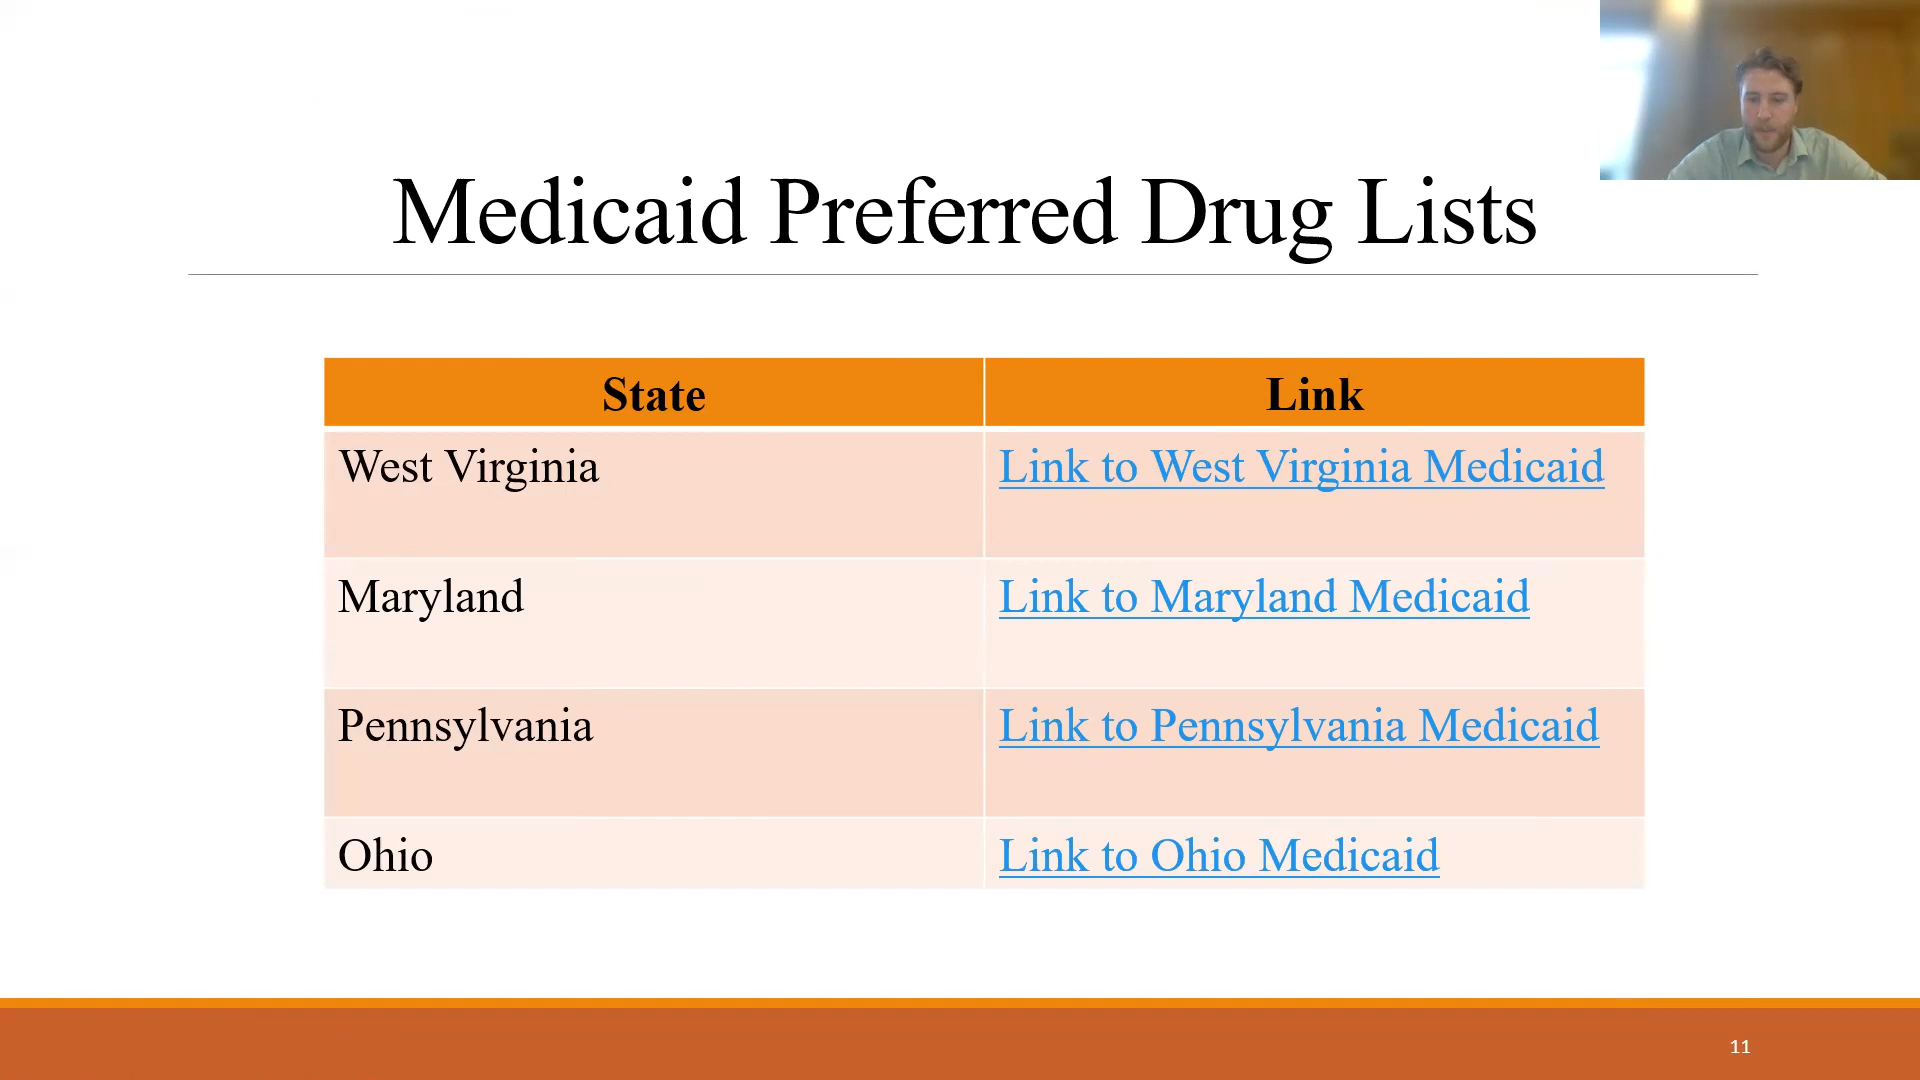 Medicaid Preferred Drug Lists
State Link
West Virginia Link to West Virginia Medicaid
Maryland Link to Maryland Medicaid
Pennsylvania Link to Pennsylvania Medicaid
Ohio Link to Ohio Medicaid
11